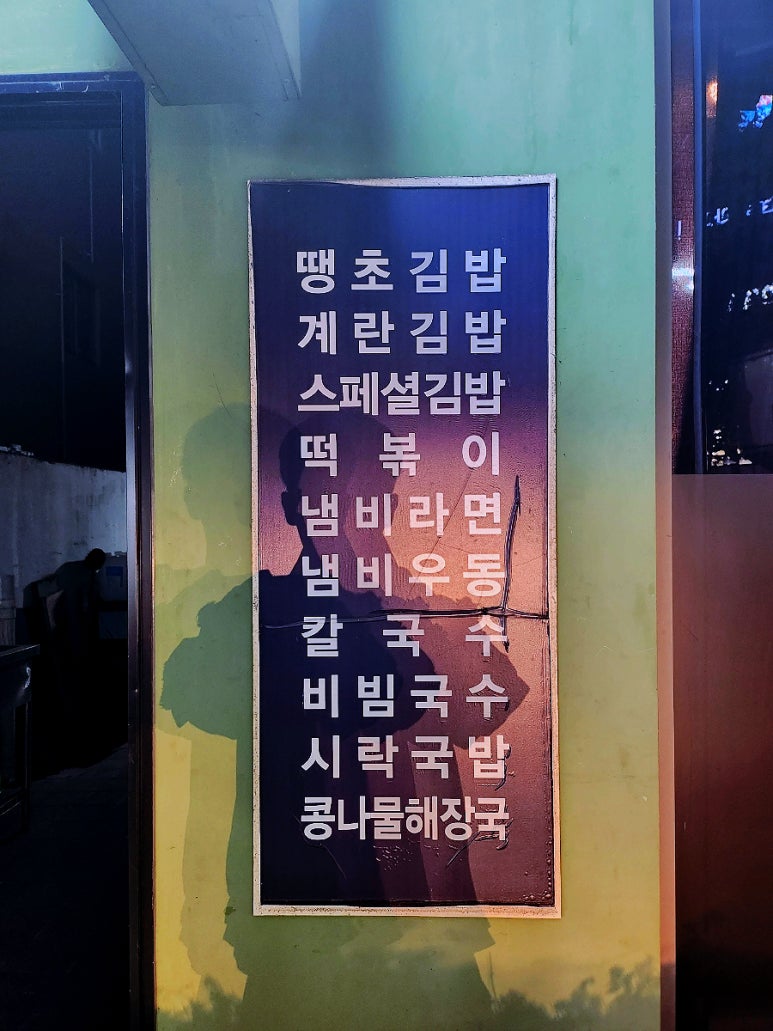 땡초김밥
계란김밥
스페셜김밥
떡볶이
냄비라면
냄비우동
칼국수
비빔국수
시락국밥
콩나물해장국